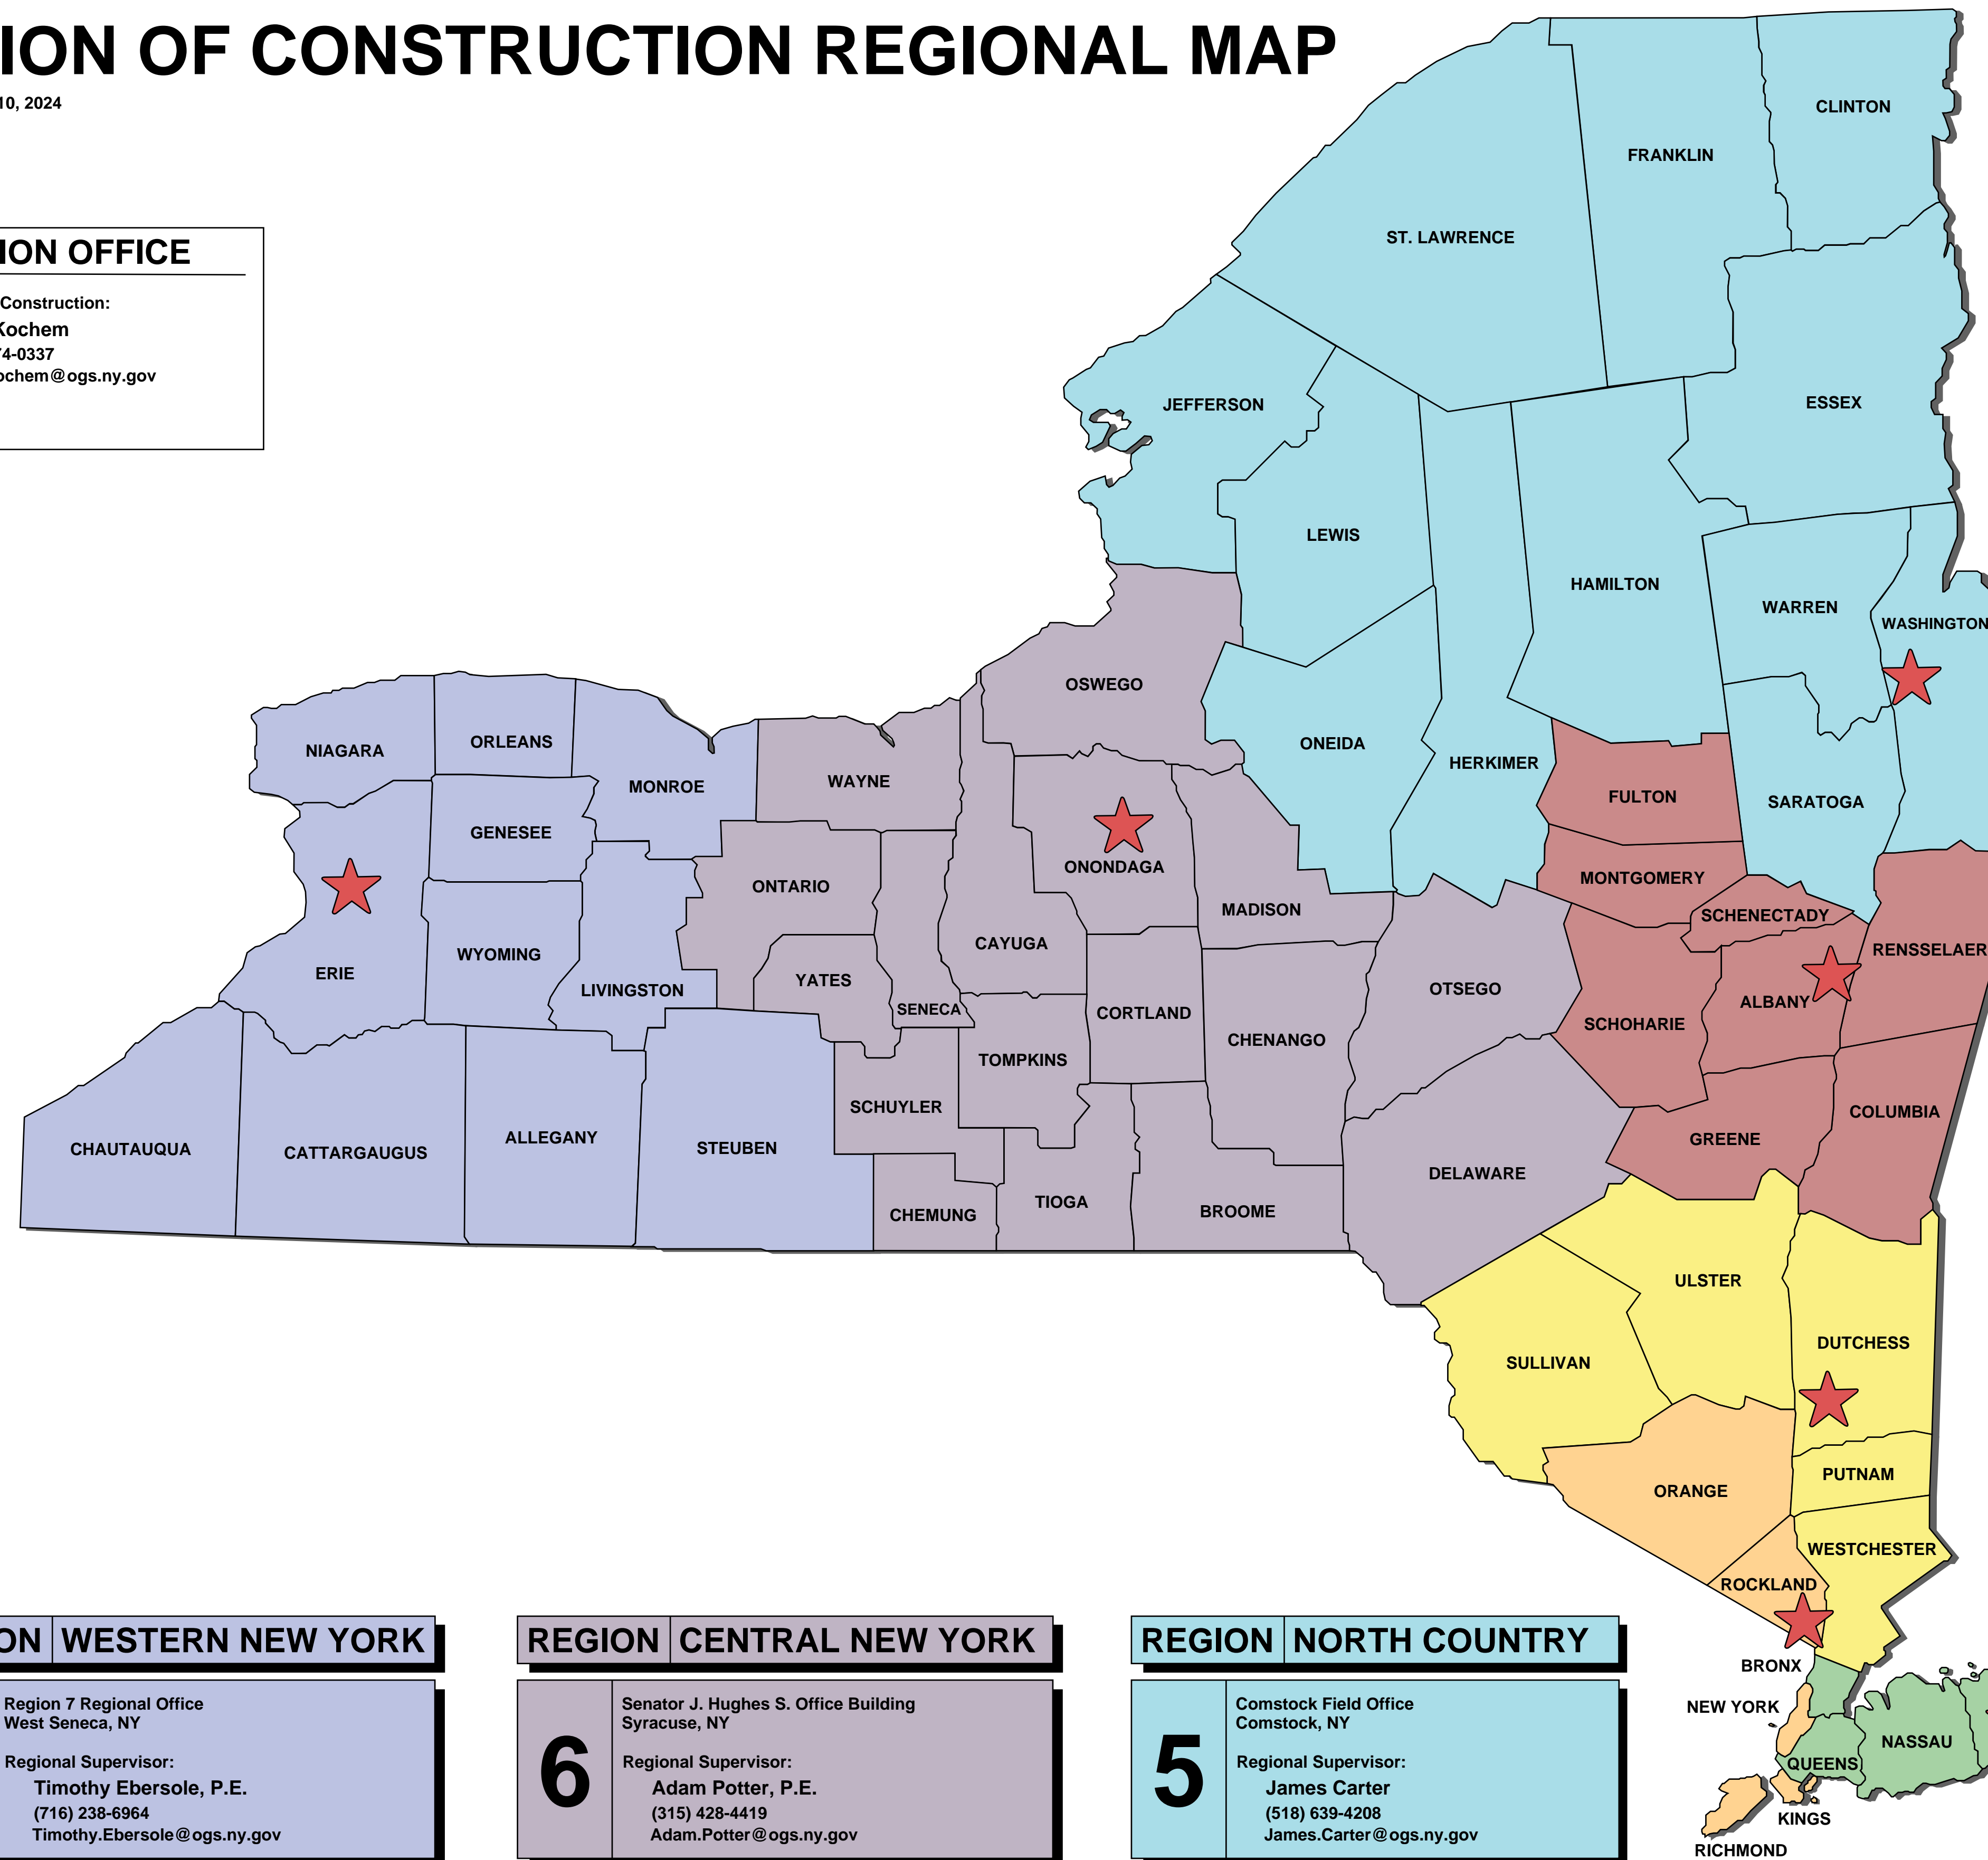 ION OF CONSTRUCTION REGIONAL MAP
10, 2024
ION OFFICE
Construction:
Kochem
74-0337
ochem@ogs.ny.gov
CLINTON
FRANKLIN
ST. LAWRENCE
JEFFERSON
ESSEX
LEWIS
HAMILTON
WARREN
WASHINGTON
OSWEGO
ONEIDA
HERKIMER
NIAGARA
ORLEANS
MONROE
WAYNE
FULTON
SARATOGA
GENESEE
ONONDAGA
ONTARIO
MONTGOMERY
MADISON
SCHENECTADY
CAYUGA
RENSSELAER
WYOMING
ERIE
LIVINGSTON
YATES
SENECA
OTSEGO
ALBANY
CORTLAND
SCHOHARIE
CHENANGO
TOMPKINS
SCHUYLER
COLUMBIA
CHAUTAUQUA
CATTARGAUGUS
ALLEGANY
STEUBEN
GREENE
DELAWARE
CHEMUNG
TIOGA
BROOME
ULSTER
DUTCHESS
SULLIVAN
PUTNAM
ORANGE
WESTCHESTER
ROCKLAND
BRONX
NEW YORK
NASSAU
QUEENS
KINGS
RICHMOND
ON WESTERN NEW YORK
Region 7 Regional Office
West Seneca, NY
Regional Supervisor:
Timothy Ebersole, P.E.
(716) 238-6964
Timothy.Ebersole@ogs.ny.gov
REGION CENTRAL NEW YORK
6
Senator J. Hughes S. Office Building
Syracuse, NY
Regional Supervisor:
Adam Potter, P.E.
(315) 428-4419
Adam.Potter@ogs.ny.gov
REGION NORTH COUNTRY
5
Comstock Field Office
Comstock, NY
Regional Supervisor:
James Carter
(518) 639-4208
James.Carter@ogs.ny.gov